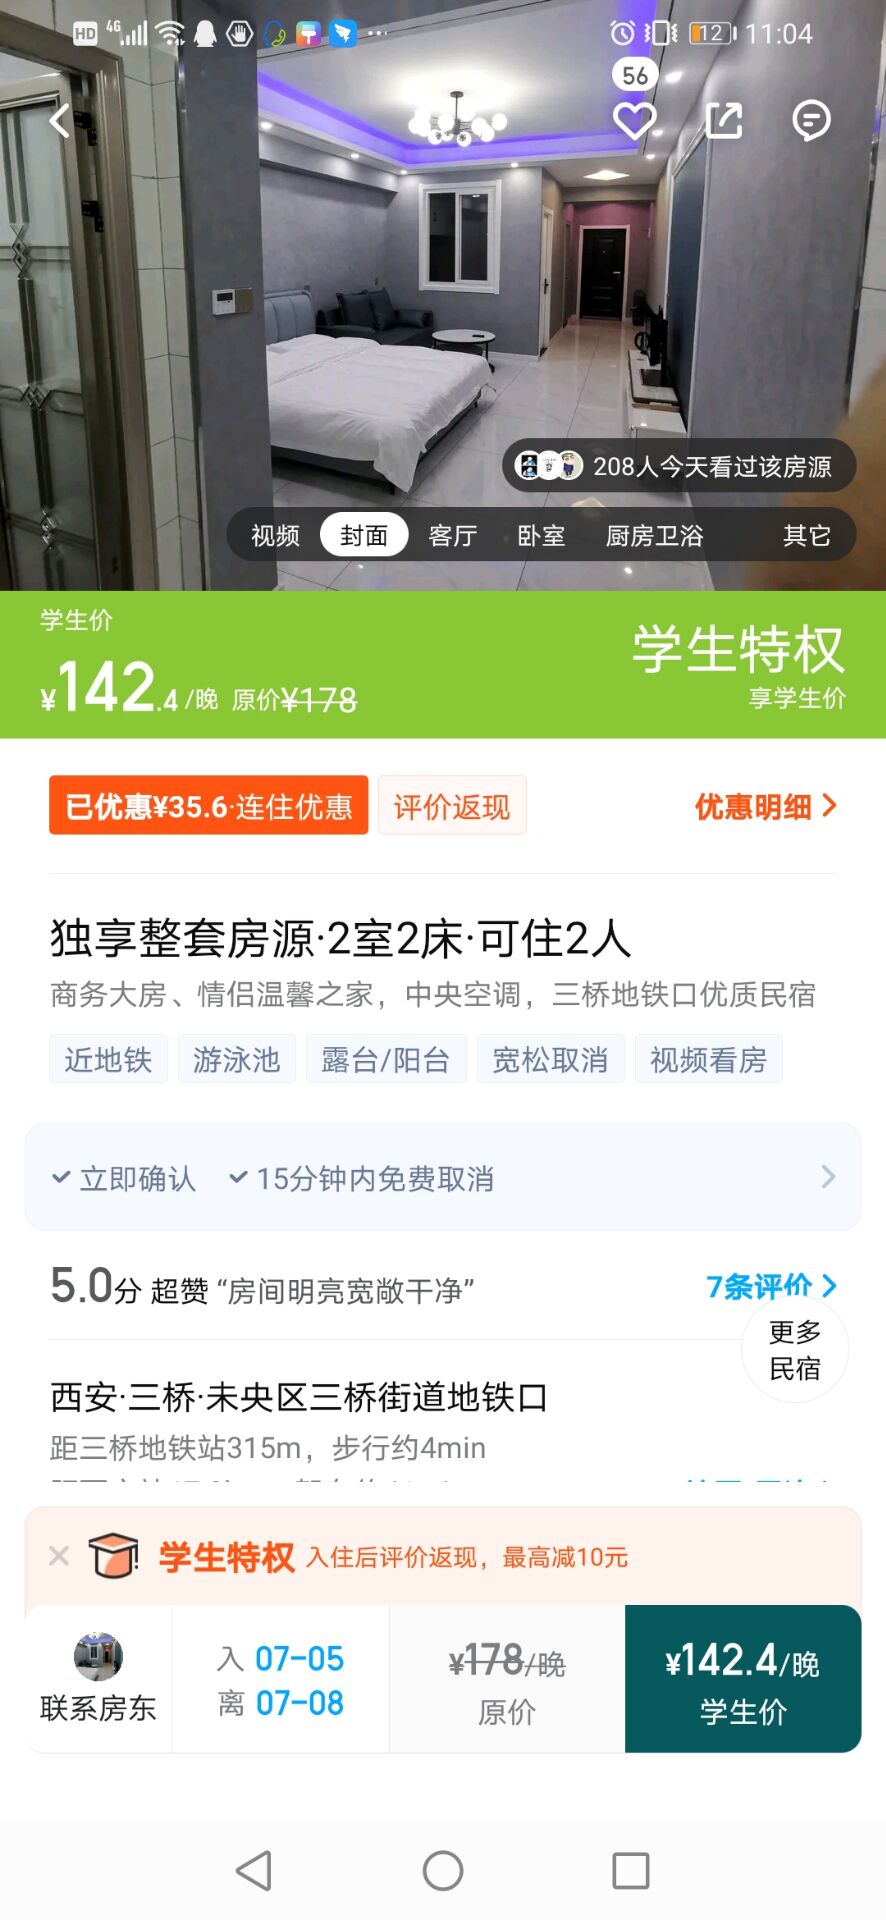 HD 4G 12 11:04
56
208人今天看过该房源
视频 封面 客厅 卧室 厨房卫浴 其它
学生价
¥142.4/晚 原价¥178
学生特权
享学生价
已优惠¥35.6·连住优惠 评价返现 优惠明细
独享整套房源·2室2床·可住2人
商务大房、情侣温馨之家，中央空调，三桥地铁口优质民宿
近地铁 游泳池 露台/阳台 宽松取消 视频看房
立即确认 15分钟内免费取消
5.0分 超赞 “房间明亮宽敞干净” 7条评价
更多
民宿
西安·三桥·未央区三桥街道地铁口
距三桥地铁站315m，步行约4min
学生特权 入住后评价返现，最高减10元
联系房东
入 07-05
离 07-08
¥178/晚
原价
¥142.4/晚
学生价